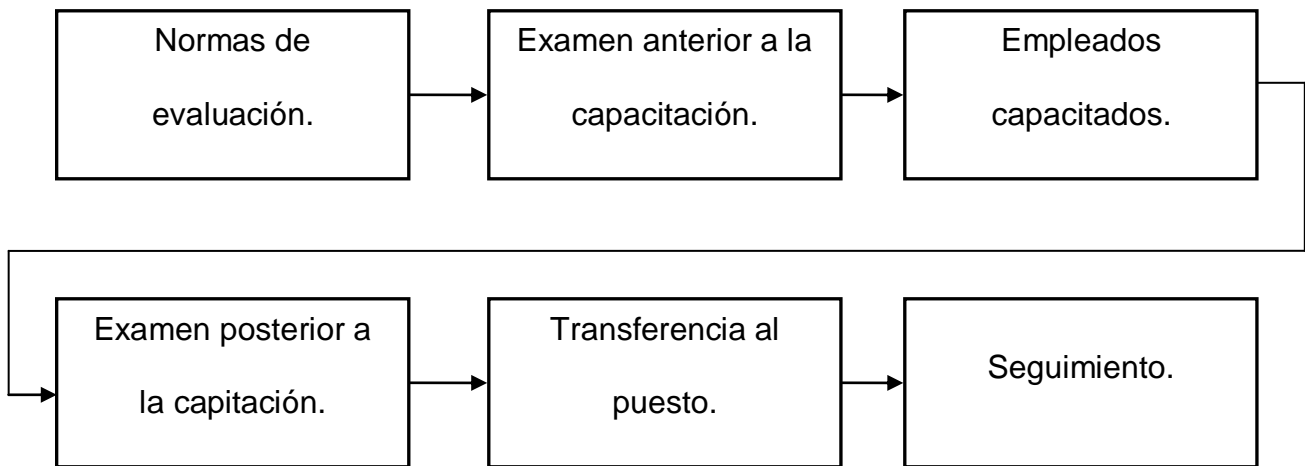 Normas de
evaluación.
Examen anterior a la
capacitación.
Empleados
capacitados.
Examen posterior a
la capitación.
Transferencia al
puesto.
Seguimiento.